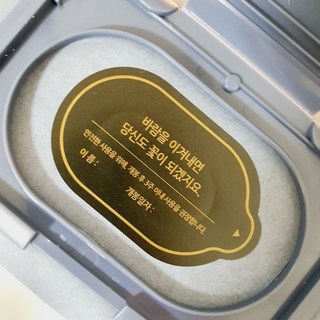 바람을 이겨내면
당신도 꽃이 되겠지요.
안전한 사용을 위해, 개봉 후 3주 이내 사용을 권장합니다.
이 름 :
개봉일자 :